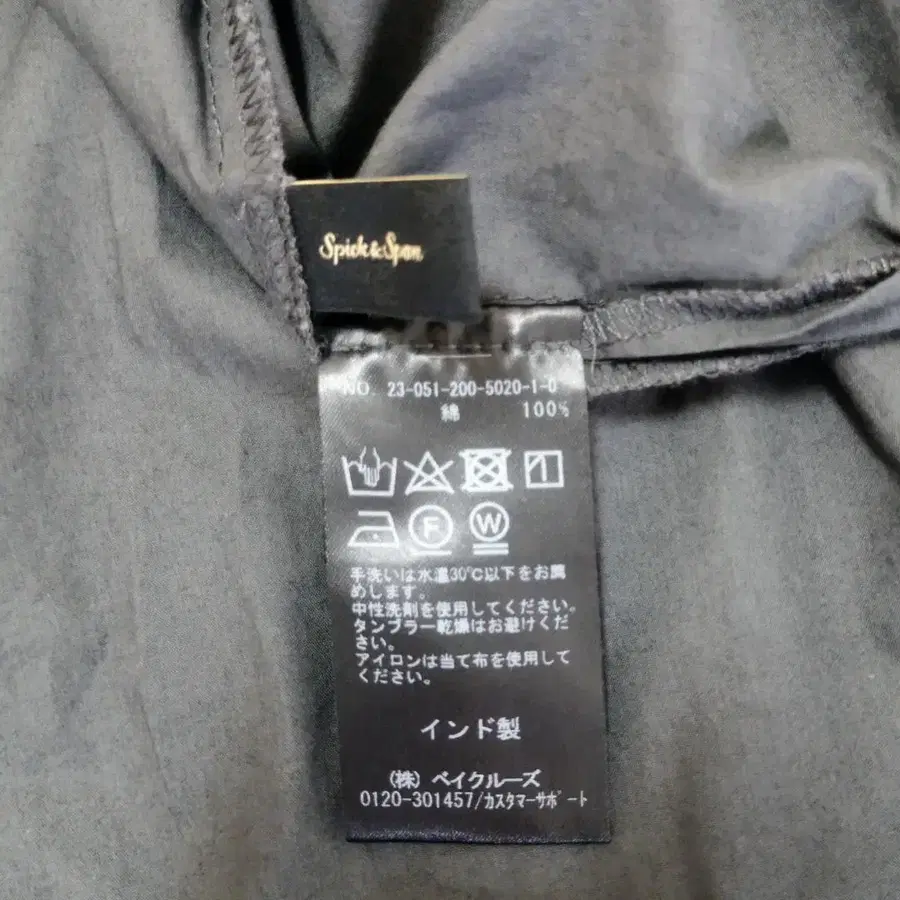 Spick & Span
NO. 23-051-200-5020-1-0
綿 100%
F W
手洗いは水温30℃以下をお薦
めします。
中性洗剤を使用してください。
タンブラー乾燥はお避けくだ
さい。
アイロンは当て布を使用して
ください。
インド製
(株) ベイクルーズ
0120-301457/カスタマーサポート